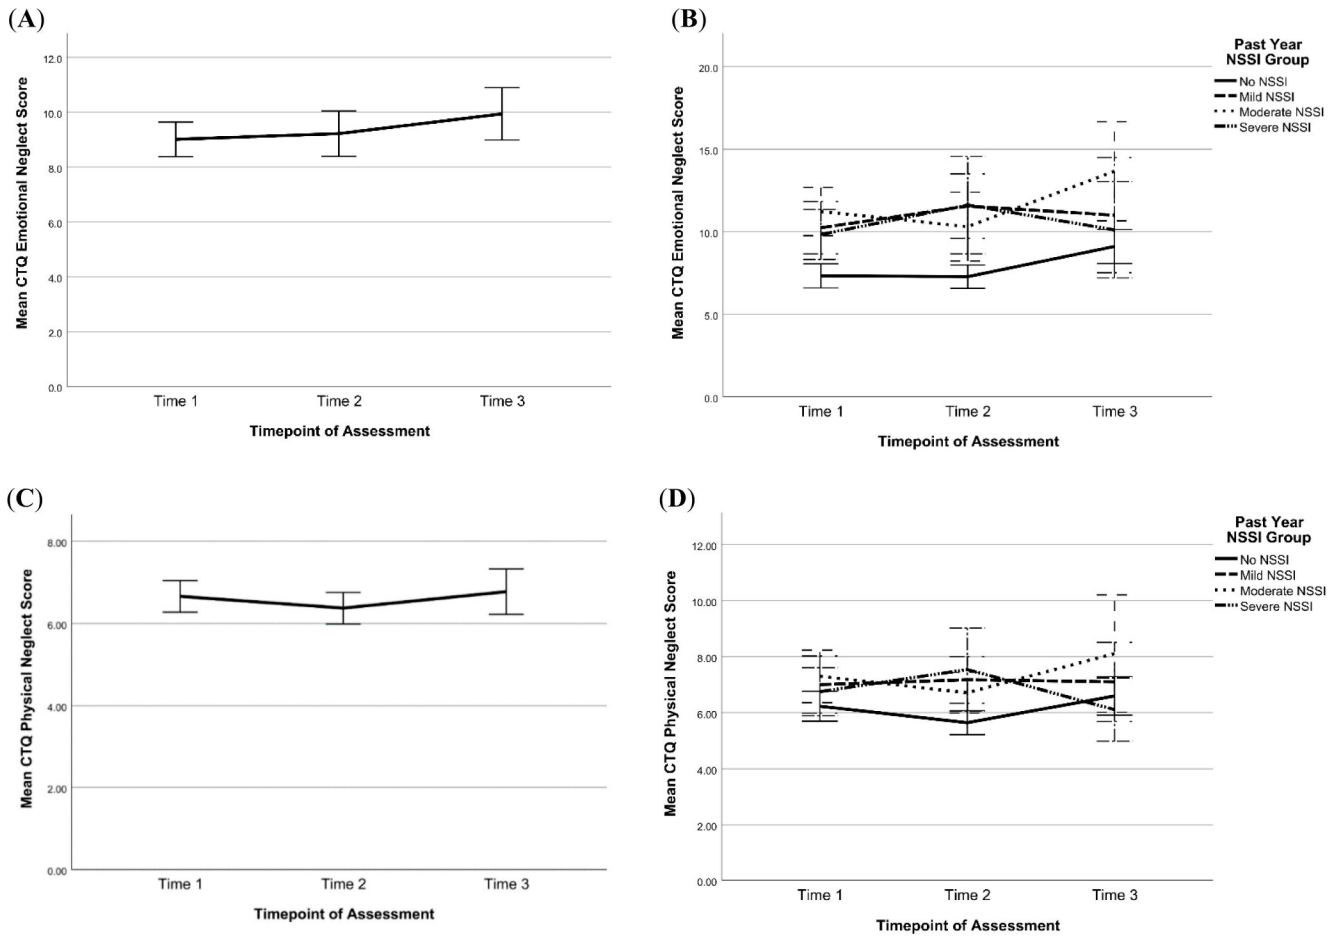 (A)
Mean CTQ Emotional Neglect Score
12.0
10.0
8.0
6.0
4.0
2.0
0.0
Time 1
Time 2
Time 3
Timepoint of Assessment
(B)
Mean CTQ Emotional Neglect Score
20.0
15.0
10.0
5.0
0.0
Time 1
Time 2
Time 3
Timepoint of Assessment
Past Year
NSSI Group
No NSSI
Mild NSSI
Moderate NSSI
Severe NSSI
(C)
Mean CTQ Physical Neglect Score
8.00
6.00
4.00
2.00
0.00
Time 1
Time 2
Time 3
Timepoint of Assessment
(D)
Mean CTQ Physical Neglect Score
12.00
10.00
8.00
6.00
4.00
2.00
0.00
Time 1
Time 2
Time 3
Timepoint of Assessment
Past Year
NSSI Group
No NSSI
Mild NSSI
Moderate NSSI
Severe NSSI